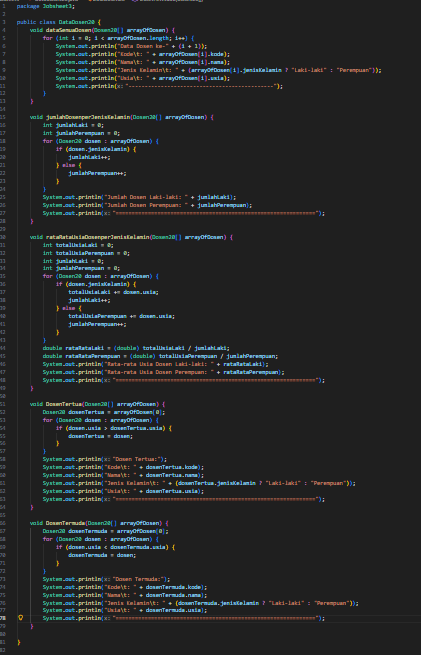 package Jobsheet3;
public class DataDosen20 {
void dataSemuaDosen(Dosen20[] arrayOfDosen) {
for (int i = 0; i < arrayOfDosen.length; i++) {
System.out.println("Data Dosen ke-" + (i + 1));
System.out.println("Kode\t: " + arrayOfDosen[i].kode);
System.out.println("Nama\t: " + arrayOfDosen[i].nama);
System.out.println("Jenis Kelamin\t: " + (arrayOfDosen[i].jenisKelamin ? "Laki-laki" : "Perempuan"));
System.out.println("Usia\t: " + arrayOfDosen[i].usia);
System.out.println(x:"----------------------------------------");
}
}
void jumlahDosenperJenisKelamin(Dosen20[] arrayOfDosen) {
int jumlahLaki = 0;
int jumlahPerempuan = 0;
for (Dosen20 dosen : arrayOfDosen) {
if (dosen.jenisKelamin) {
jumlahLaki++;
} else {
jumlahPerempuan++;
}
}
System.out.println("Jumlah Dosen Laki-laki: " + jumlahLaki);
System.out.println("Jumlah Dosen Perempuan: " + jumlahPerempuan);
System.out.println(x:"=======================================================");
}
void rataRataUsiaDosenperJenisKelamin(Dosen20[] arrayOfDosen) {
int totalUsiaLaki = 0;
int totalUsiaPerempuan = 0;
int jumlahLaki = 0;
int jumlahPerempuan = 0;
for (Dosen20 dosen : arrayOfDosen) {
if (dosen.jenisKelamin) {
totalUsiaLaki += dosen.usia;
jumlahLaki++;
} else {
totalUsiaPerempuan += dosen.usia;
jumlahPerempuan++;
}
}
double rataRataLaki = (double) totalUsiaLaki / jumlahLaki;
double rataRataPerempuan = (double) totalUsiaPerempuan / jumlahPerempuan;
System.out.println("Rata-rata Usia Dosen Laki-laki: " + rataRataLaki);
System.out.println("Rata-rata Usia Dosen Perempuan: " + rataRataPerempuan);
System.out.println(x:"=======================================================");
}
void DosenTertua(Dosen20[] arrayOfDosen) {
Dosen20 dosenTertua = arrayOfDosen[0];
for (Dosen20 dosen : arrayOfDosen) {
if (dosen.usia > dosenTertua.usia) {
dosenTertua = dosen;
}
}
System.out.println(x:"Dosen Tertua:");
System.out.println("Kode\t: " + dosenTertua.kode);
System.out.println("Nama\t: " + dosenTertua.nama);
System.out.println("Jenis Kelamin\t: " + (dosenTertua.jenisKelamin ? "Laki-laki" : "Perempuan"));
System.out.println("Usia\t: " + dosenTertua.usia);
System.out.println(x:"=======================================================");
}
void DosenTermuda(Dosen20[] arrayOfDosen) {
Dosen20 dosenTermuda = arrayOfDosen[0];
for (Dosen20 dosen : arrayOfDosen) {
if (dosen.usia < dosenTermuda.usia) {
dosenTermuda = dosen;
}
}
System.out.println(x:"Dosen Termuda:");
System.out.println("Kode\t: " + dosenTermuda.kode);
System.out.println("Nama\t: " + dosenTermuda.nama);
System.out.println("Jenis Kelamin\t: " + (dosenTermuda.jenisKelamin ? "Laki-laki" : "Perempuan"));
System.out.println("Usia\t: " + dosenTermuda.usia);
System.out.println(x:"=======================================================");
}
}